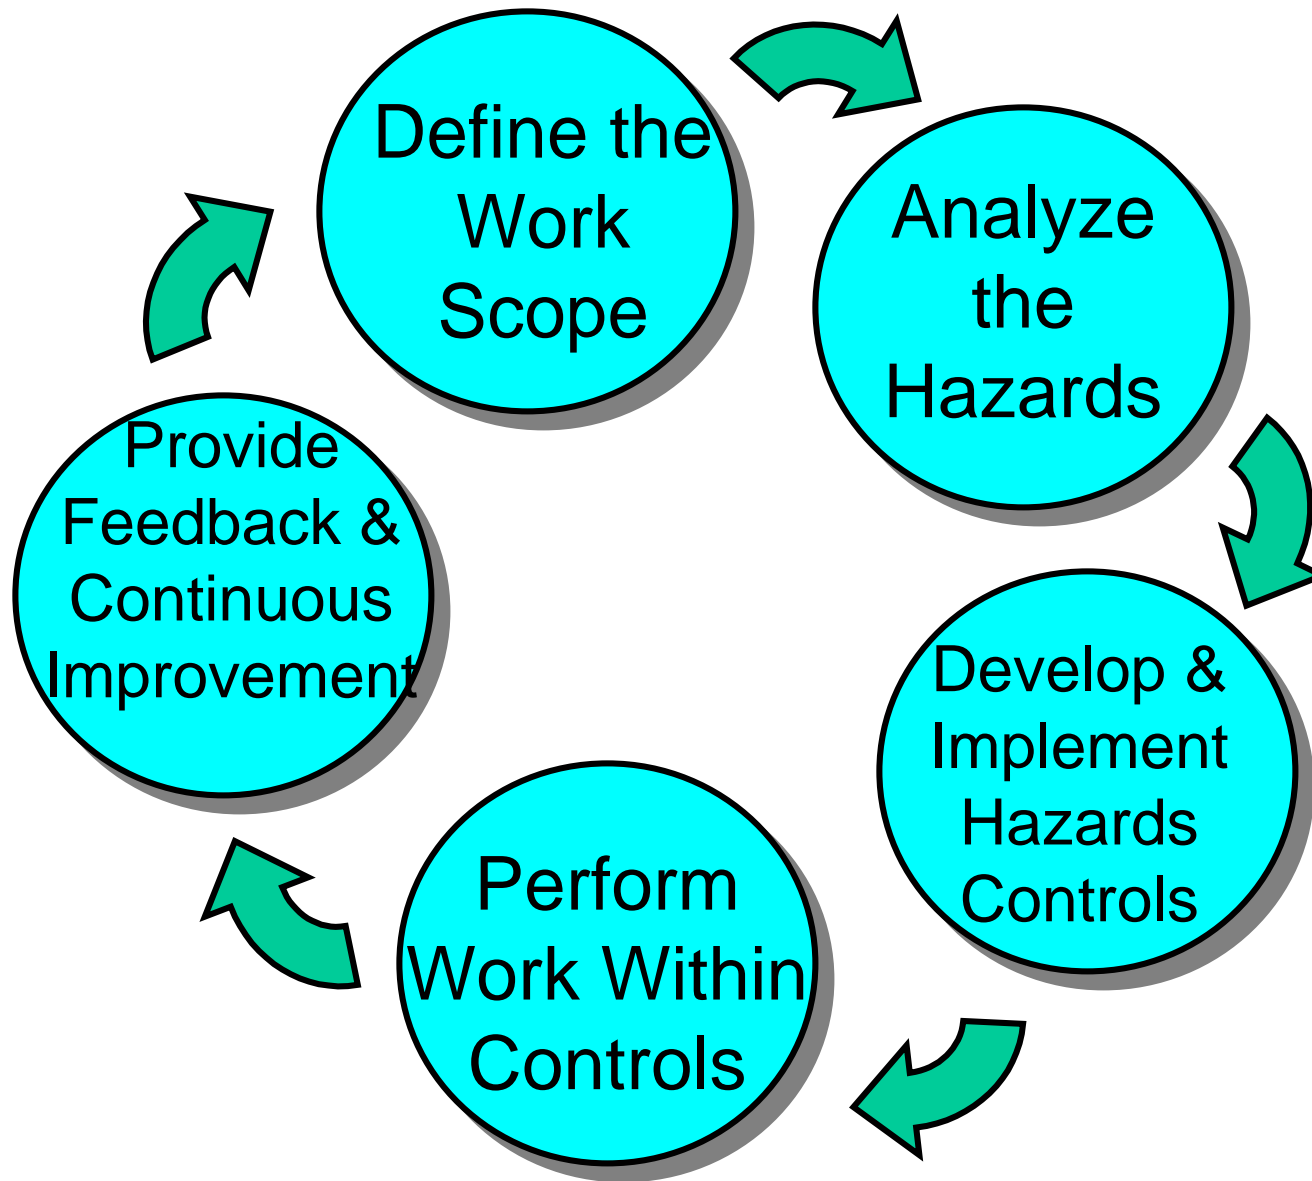 Define the
Work
Scope
Analyze
the
Hazards
Develop &
Implement
Hazards
Controls
Perform
Work Within
Controls
Provide
Feedback &
Continuous
Improvement